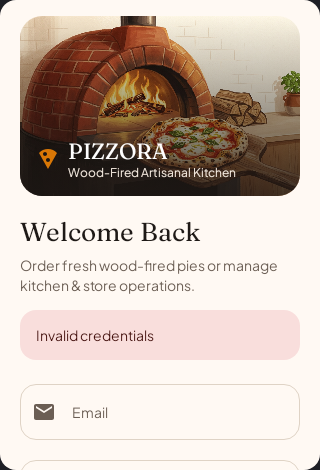 PIZZORA
Wood-Fired Artisanal Kitchen
Welcome Back
Order fresh wood-fired pies or manage
kitchen & store operations.
Invalid credentials
Email